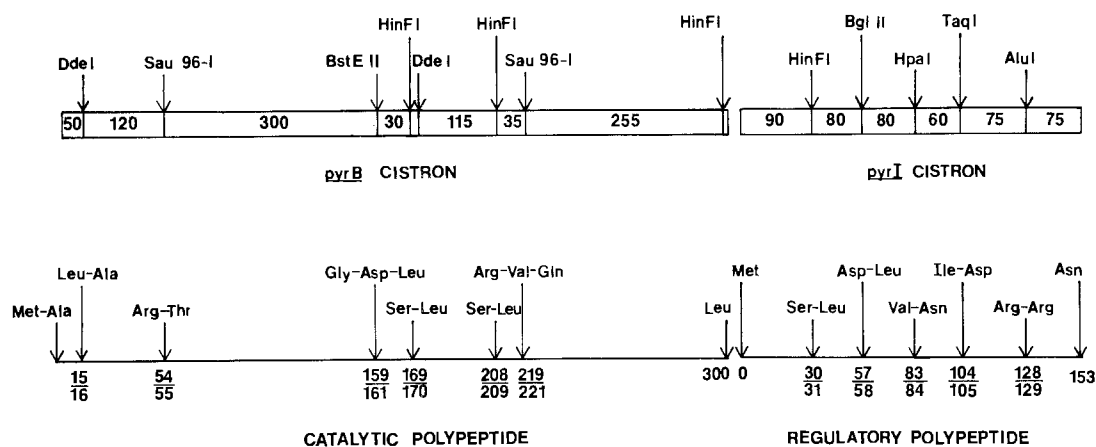 HinFI HinFI HinFI Bgl II TaqI
DdeI Sau 96-I BstE II DdeI Sau 96-I HinFI HpaI AluI
50 120 300 30 115 35 255 90 80 80 60 75 75
pyrB CISTRON pyrI CISTRON
Leu-Ala Gly-Asp-Leu Arg-Val-Gln Met Asp-Leu Ile-Asp Asn
Met-Ala Arg-Thr Ser-Leu Ser-Leu Leu Ser-Leu Val-Asn Arg-Arg
15 54 159 169 208 219 300 0 30 57 83 104 128 153
16 55 161 170 209 221 31 58 84 105 129
CATALYTIC POLYPEPTIDE REGULATORY POLYPEPTIDE